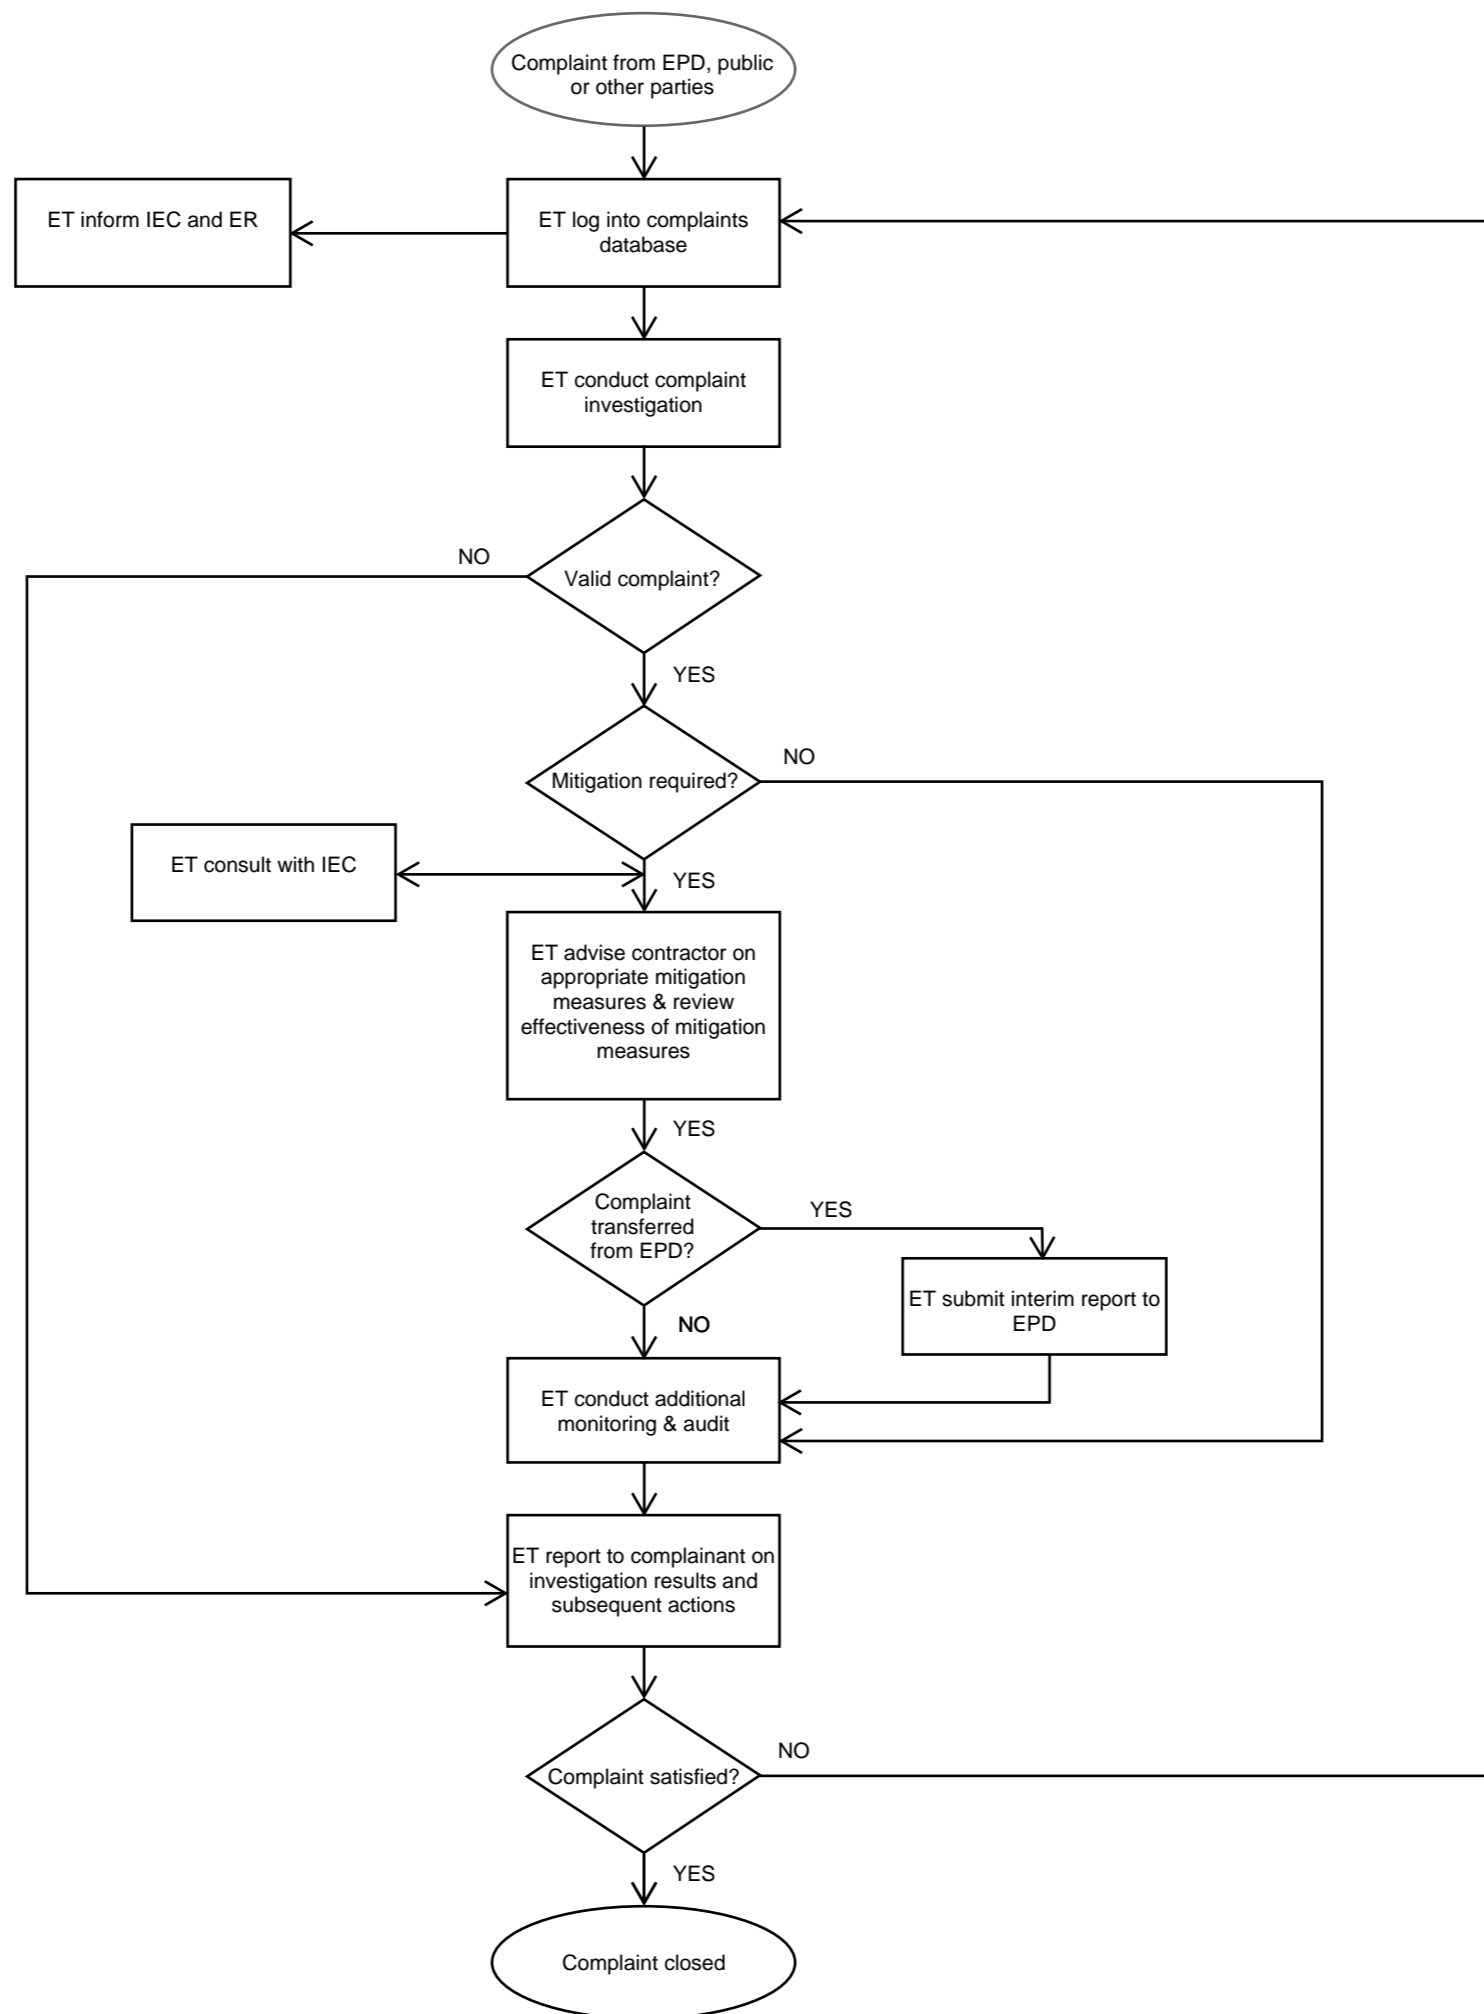 Complaint from EPD, public
or other parties
ET inform IEC and ER
ET log into complaints
database
ET conduct complaint
investigation
NO
Valid complaint?
YES
NO
Mitigation required?
ET consult with IEC
YES
ET advise contractor on
appropriate mitigation
measures & review
effectiveness of mitigation
measures
YES
Complaint
transferred
from EPD?
YES
ET submit interim report to
EPD
NO
ET conduct additional
monitoring & audit
ET report to complainant on
investigation results and
subsequent actions
NO
Complaint satisfied?
YES
Complaint closed